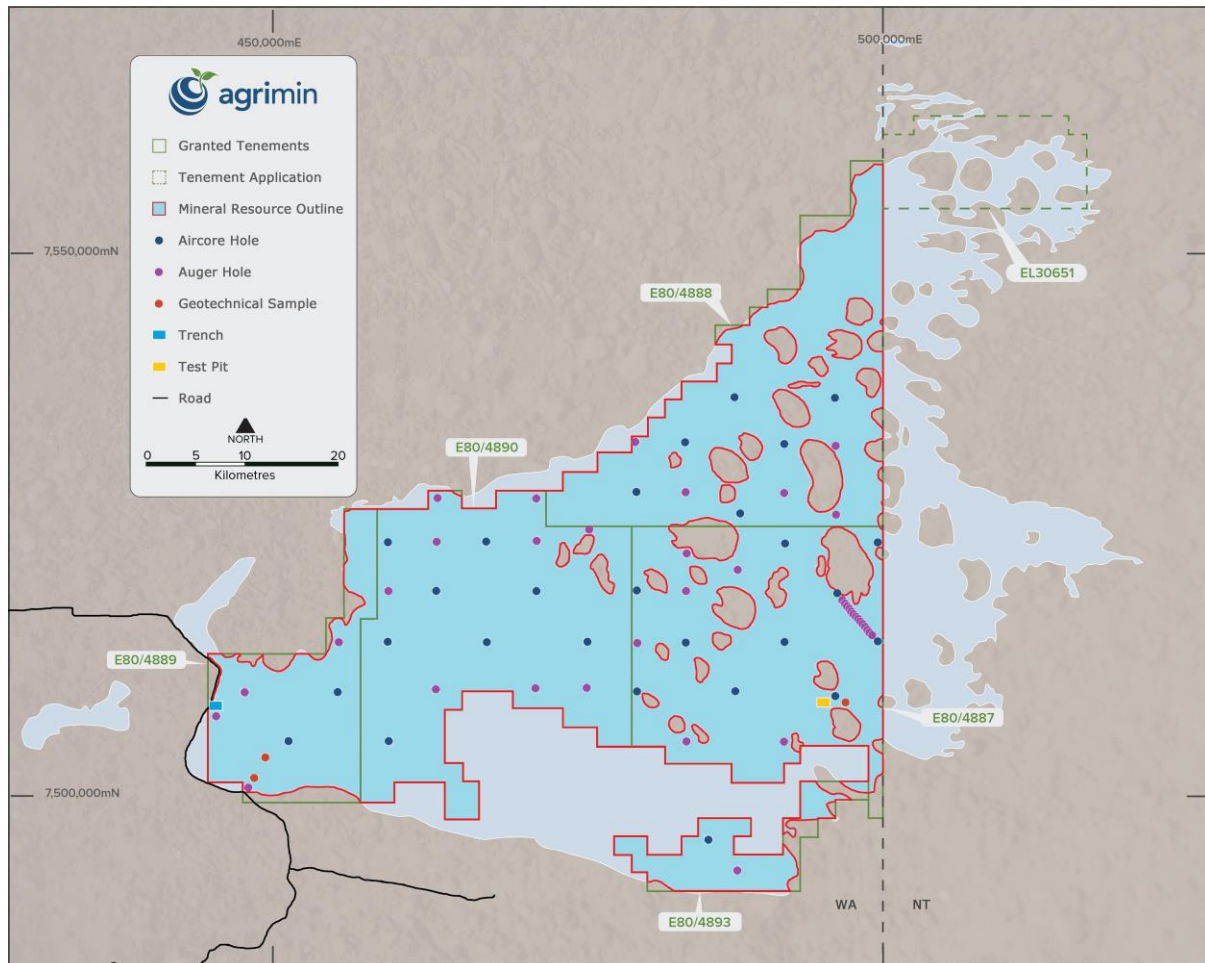 450,000mE
500,000mE
agrimin
Granted Tenements
Tenement Application
Mineral Resource Outline
Aircore Hole
Auger Hole
Geotechnical Sample
Trench
Test Pit
Road
NORTH
0 5 10 20
Kilometres
7,550,000mN
EL30651
E80/4888
E80/4890
E80/4889
E80/4887
7,500,000mN
WA NT
E80/4893